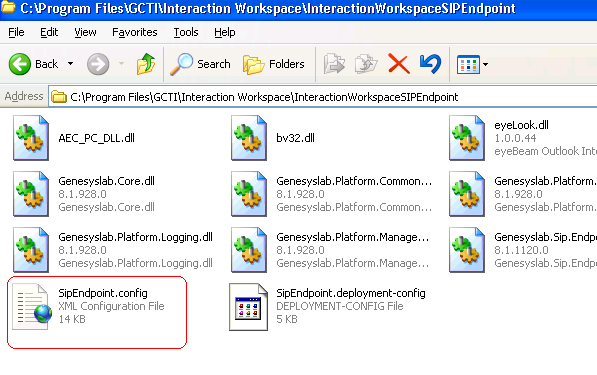 C:\Program Files\GCTI\Interaction Workspace\InteractionWorkspaceSIPEndpoint
File Edit View Favorites Tools Help
Back Search Folders
Address C:\Program Files\GCTI\Interaction Workspace\InteractionWorkspaceSIPEndpoint
AEC_PC_DLL.dll
bv32.dll
eyeLook.dll
1.0.0.44
eyeBeam Outlook Inte
Genesyslab.Core.dll
8.1.928.0
Genesyslab.Core.dll
Genesyslab.Platform.Common...
8.1.928.0
Genesyslab.Platform.Common...
Genesyslab.Platform.
8.1.928.0
Genesyslab.Platform.
Genesyslab.Platform.Logging.dll
8.1.928.0
Genesyslab.Platform.Logging.dll
Genesyslab.Platform.Manage...
8.1.928.0
Genesyslab.Platform.Manage...
Genesyslab.Sip.Endpo
8.1.1120.0
Genesyslab.Sip.Endpo
SipEndpoint.config
XML Configuration File
14 KB
SipEndpoint.deployment-config
DEPLOYMENT-CONFIG File
5 KB